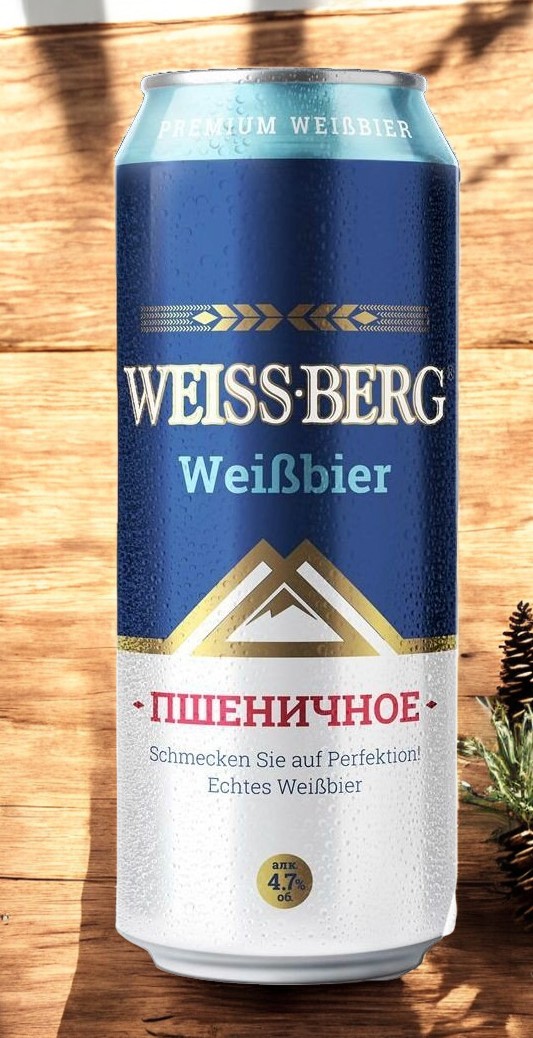 PREMIUM WEIßBIER
WEISS·BERG®
Weißbier
·ПШЕНИЧНОЕ·
Schmecken Sie auf Perfektion!
Echtes Weißbier
алк.
4.7%
об.